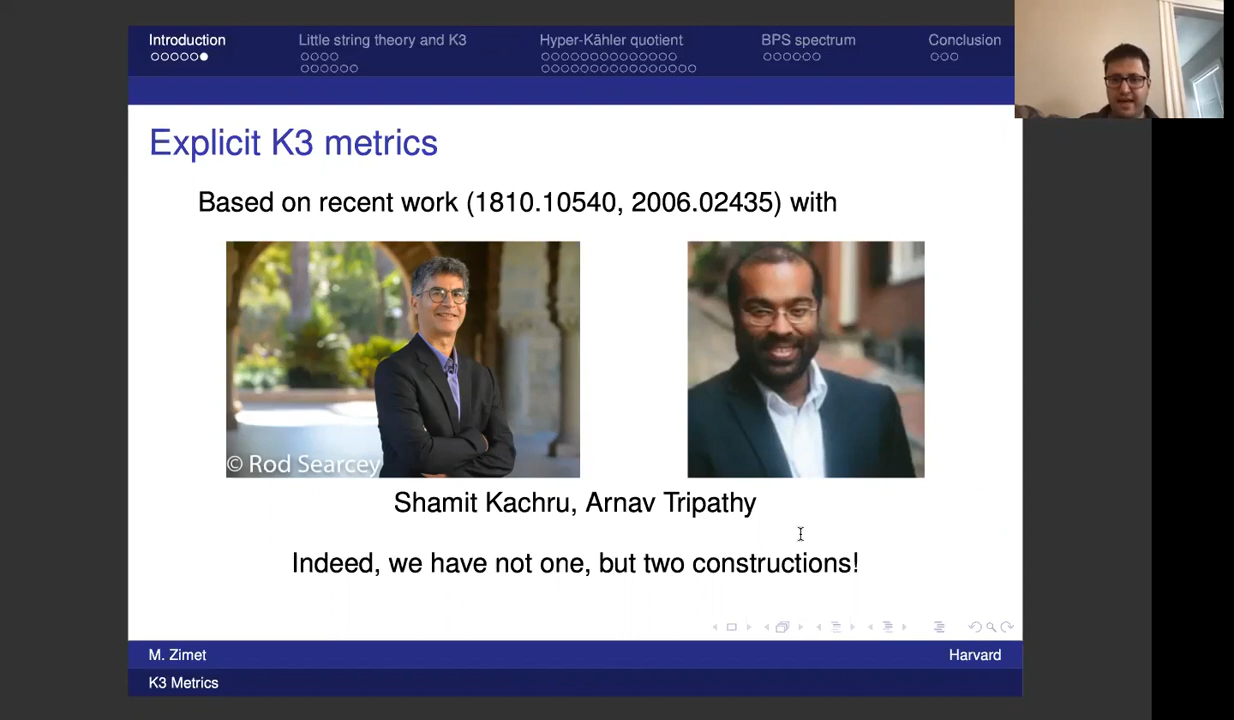 Introduction
Little string theory and K3
Hyper-Kähler quotient
BPS spectrum
Conclusion
Explicit K3 metrics
Based on recent work (1810.10540, 2006.02435) with
© Rod Searcey
Shamit Kachru, Arnav Tripathy
Indeed, we have not one, but two constructions!
M. Zimet
Harvard
K3 Metrics